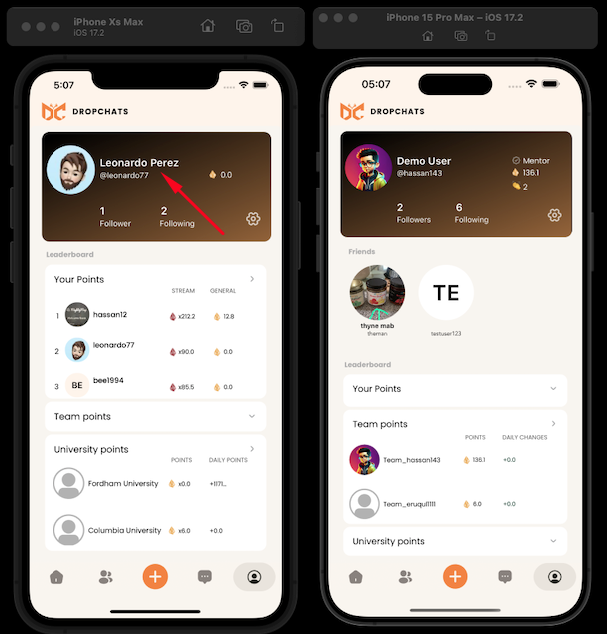 iPhone Xs Max
iOS 17.2
5:07
DROPCHATS
Leonardo Perez
@leonardo77
0.0
1
2
Follower
Following
Leaderboard
Your Points
STREAM
GENERAL
1
hassan12
x212.2
12.8
2
leonardo77
x90.0
0.0
3
BE
bee1994
x85.5
0.0
Team points
University points
POINTS
DAILY POINTS
Fordham University
x0.0
+1171...
Columbia University
x6.0
+0.0
iPhone 15 Pro Max – iOS 17.2
05:07
DROPCHATS
Demo User
@hassan143
Mentor
136.1
2
2
6
Followers
Following
Friends
TE
thyne mab
theman
testuser123
Leaderboard
Your Points
Team points
POINTS
DAILY CHANGES
Team_hassan143
136.1
+0.0
Team_eruqul1111
6.0
+0.0
University points